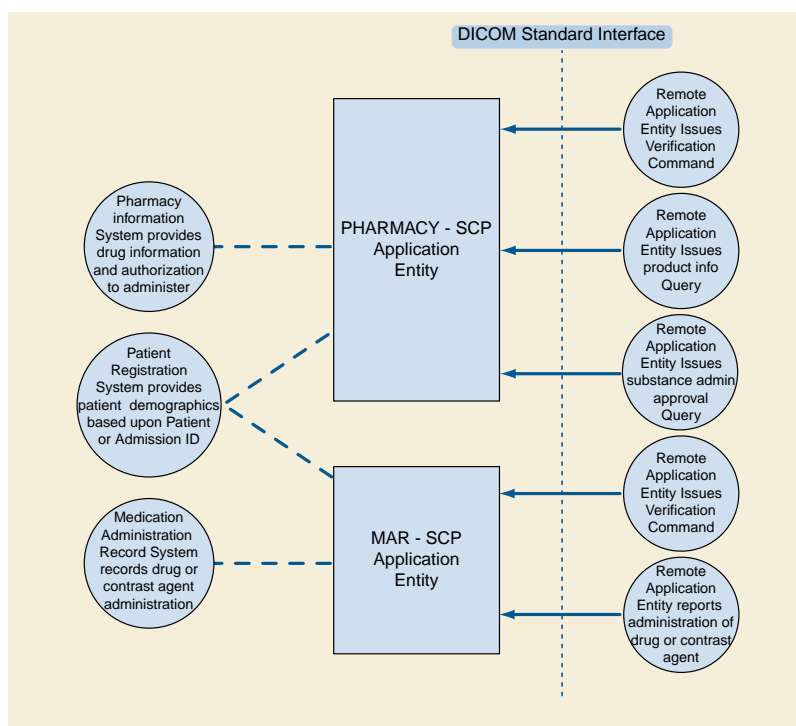 DICOM Standard Interface
Remote
Application
Entity Issues
Verification
Command
Pharmacy
information
System provides
drug information
and authorization
to administer
PHARMACY - SCP
Application
Entity
Remote
Application
Entity Issues
product info
Query
Patient
Registration
System provides
patient demographics
based upon Patient
or Admission ID
Remote
Application
Entity Issues
substance admin
approval
Query
Remote
Application
Entity Issues
Verification
Command
Medication
Administration
Record System
records drug or
contrast agent
administration
MAR - SCP
Application
Entity
Remote
Application
Entity reports
administration of
drug or contrast
agent